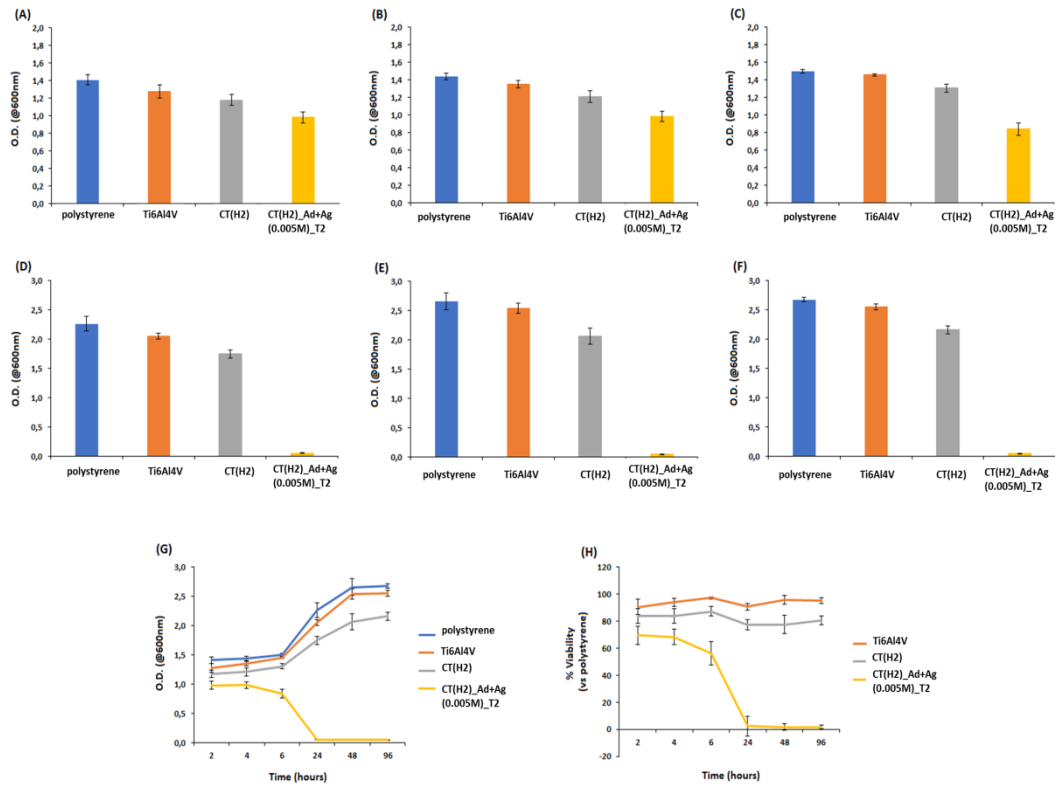 (A)
2,0
1,8
1,6
1,4
1,2
1,0
0,8
0,6
0,4
0,2
0,0
O.D. (@600nm)
polystyrene
Ti6Al4V
CT(H2)
CT(H2)_Ad+Ag
(0.005M)_T2
(B)
2,0
1,8
1,6
1,4
1,2
1,0
0,8
0,6
0,4
0,2
0,0
O.D. (@600nm)
polystyrene
Ti6Al4V
CT(H2)
CT(H2)_Ad+Ag
(0.005M)_T2
(C)
2,0
1,8
1,6
1,4
1,2
1,0
0,8
0,6
0,4
0,2
0,0
O.D. (@600nm)
polystyrene
Ti6Al4V
CT(H2)
CT(H2)_Ad+Ag
(0.005M)_T2
(D)
3,0
2,5
2,0
1,5
1,0
0,5
0,0
O.D. (@600nm)
polystyrene
Ti6Al4V
CT(H2)
CT(H2)_Ad+Ag
(0.005M)_T2
(E)
3,0
2,5
2,0
1,5
1,0
0,5
0,0
O.D. (@600nm)
polystyrene
Ti6Al4V
CT(H2)
CT(H2)_Ad+Ag
(0.005M)_T2
(F)
3,0
2,5
2,0
1,5
1,0
0,5
0,0
O.D. (@600nm)
polystyrene
Ti6Al4V
CT(H2)
CT(H2)_Ad+Ag
(0.005M)_T2
(G)
3,0
2,5
2,0
1,5
1,0
0,5
0,0
O.D. (@600nm)
2 4 6 24 48 96
Time (hours)
polystyrene
Ti6Al4V
CT(H2)
CT(H2)_Ad+Ag
(0.005M)_T2
(H)
120
100
80
60
40
20
0
-20
% Viability
(vs polystyrene)
2 4 6 24 48 96
Time (hours)
Ti6Al4V
CT(H2)
CT(H2)_Ad+Ag
(0.005M)_T2